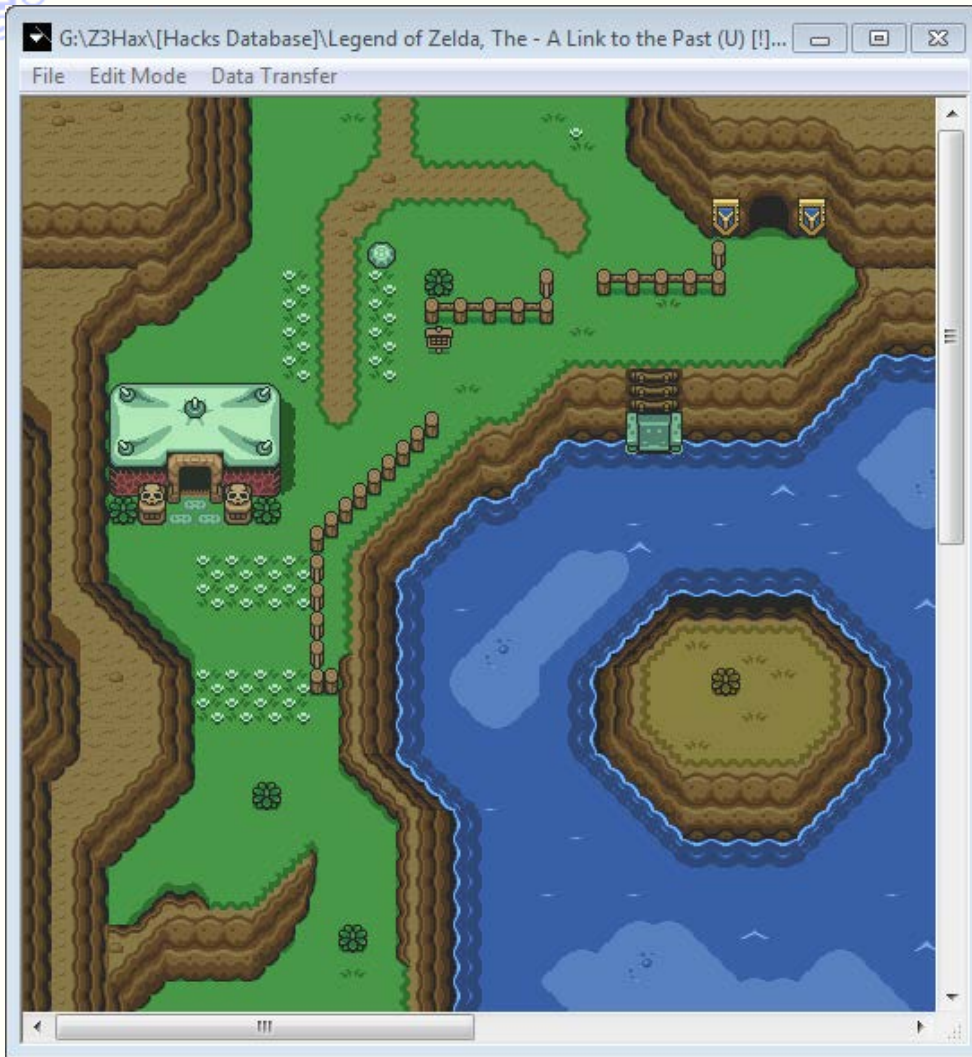 G:\Z3Hax\[Hacks Database]\Legend of Zelda, The - A Link to the Past (U) [!]...
File Edit Mode Data Transfer